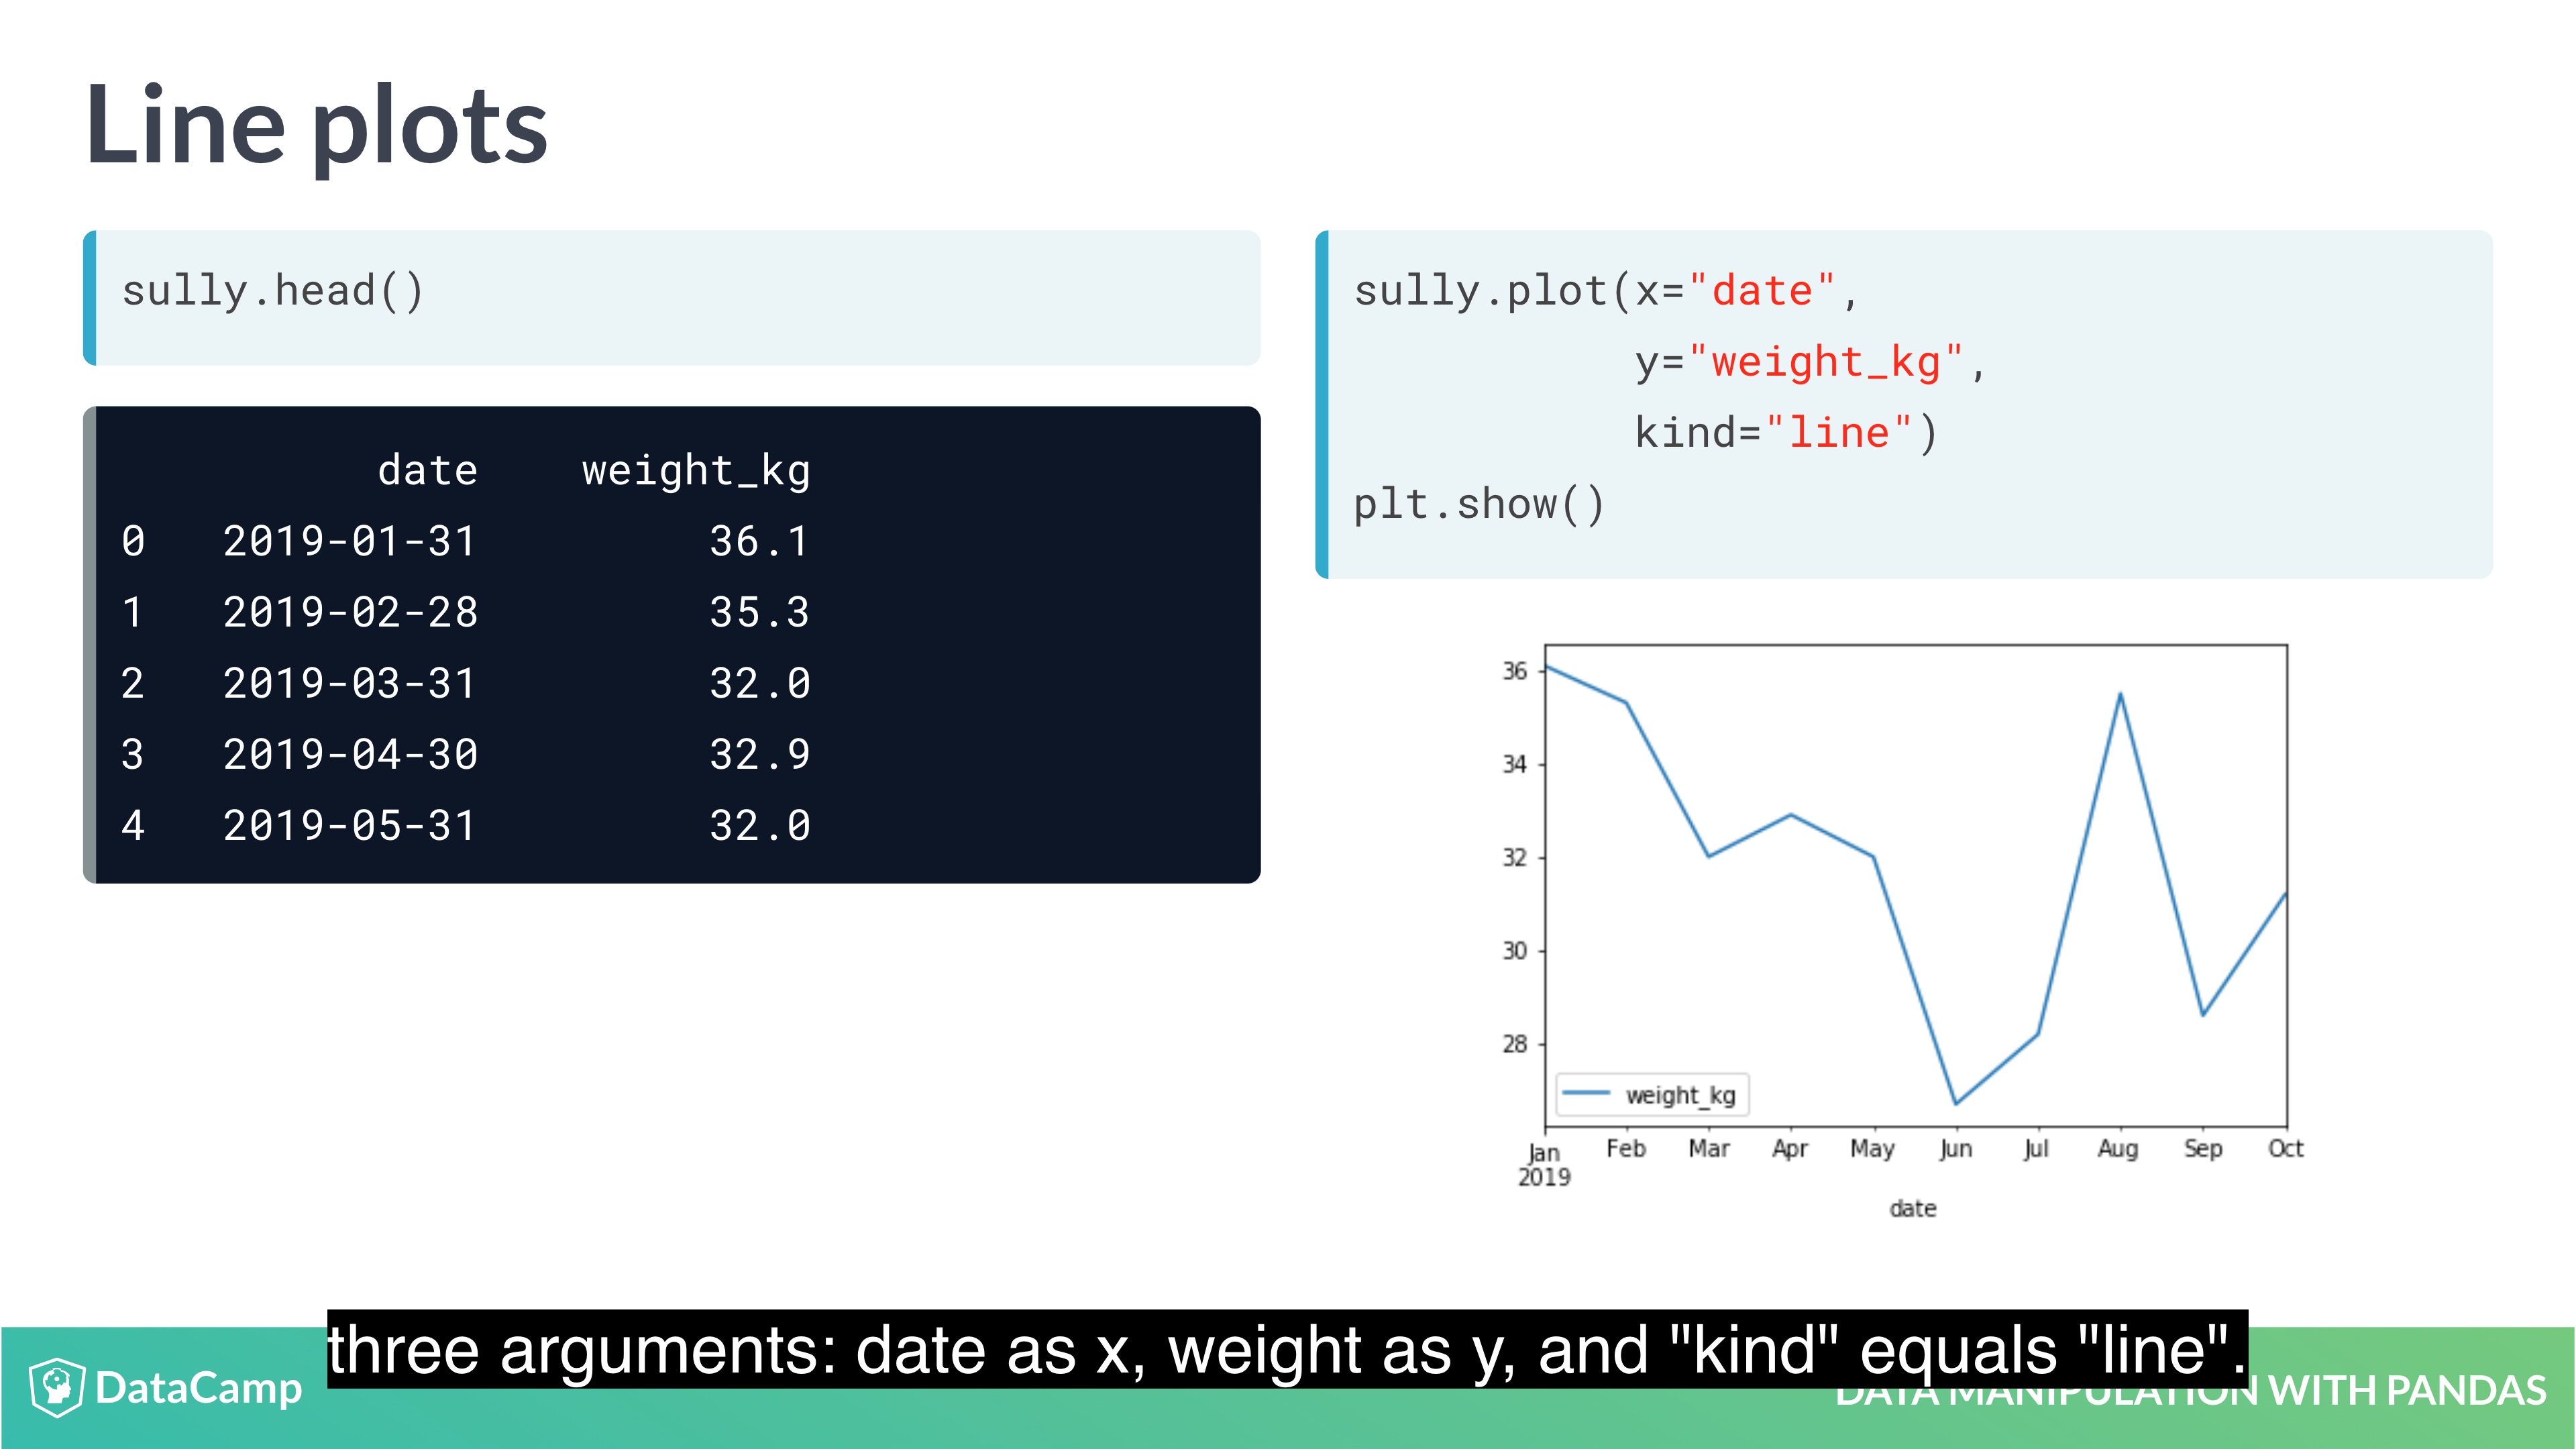 Line plots
sully.head()
date weight_kg
0 2019-01-31 36.1
1 2019-02-28 35.3
2 2019-03-31 32.0
3 2019-04-30 32.9
4 2019-05-31 32.0
sully.plot(x="date",
y="weight_kg",
kind="line")
plt.show()
36
34
32
30
28
weight_kg
Jan Feb Mar Apr May Jun Jul Aug Sep Oct
2019
date
three arguments: date as x, weight as y, and "kind" equals "line".
DataCamp
DATA MANIPULATION WITH PANDAS